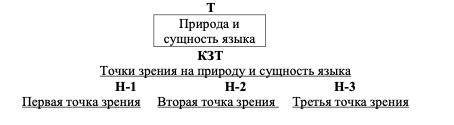 Т
Природа и
сущность языка
КЗТ
Точки зрения на природу и сущность языка
Н-1 Н-2 Н-3
Первая точка зрения Вторая точка зрения Третья точка зрения